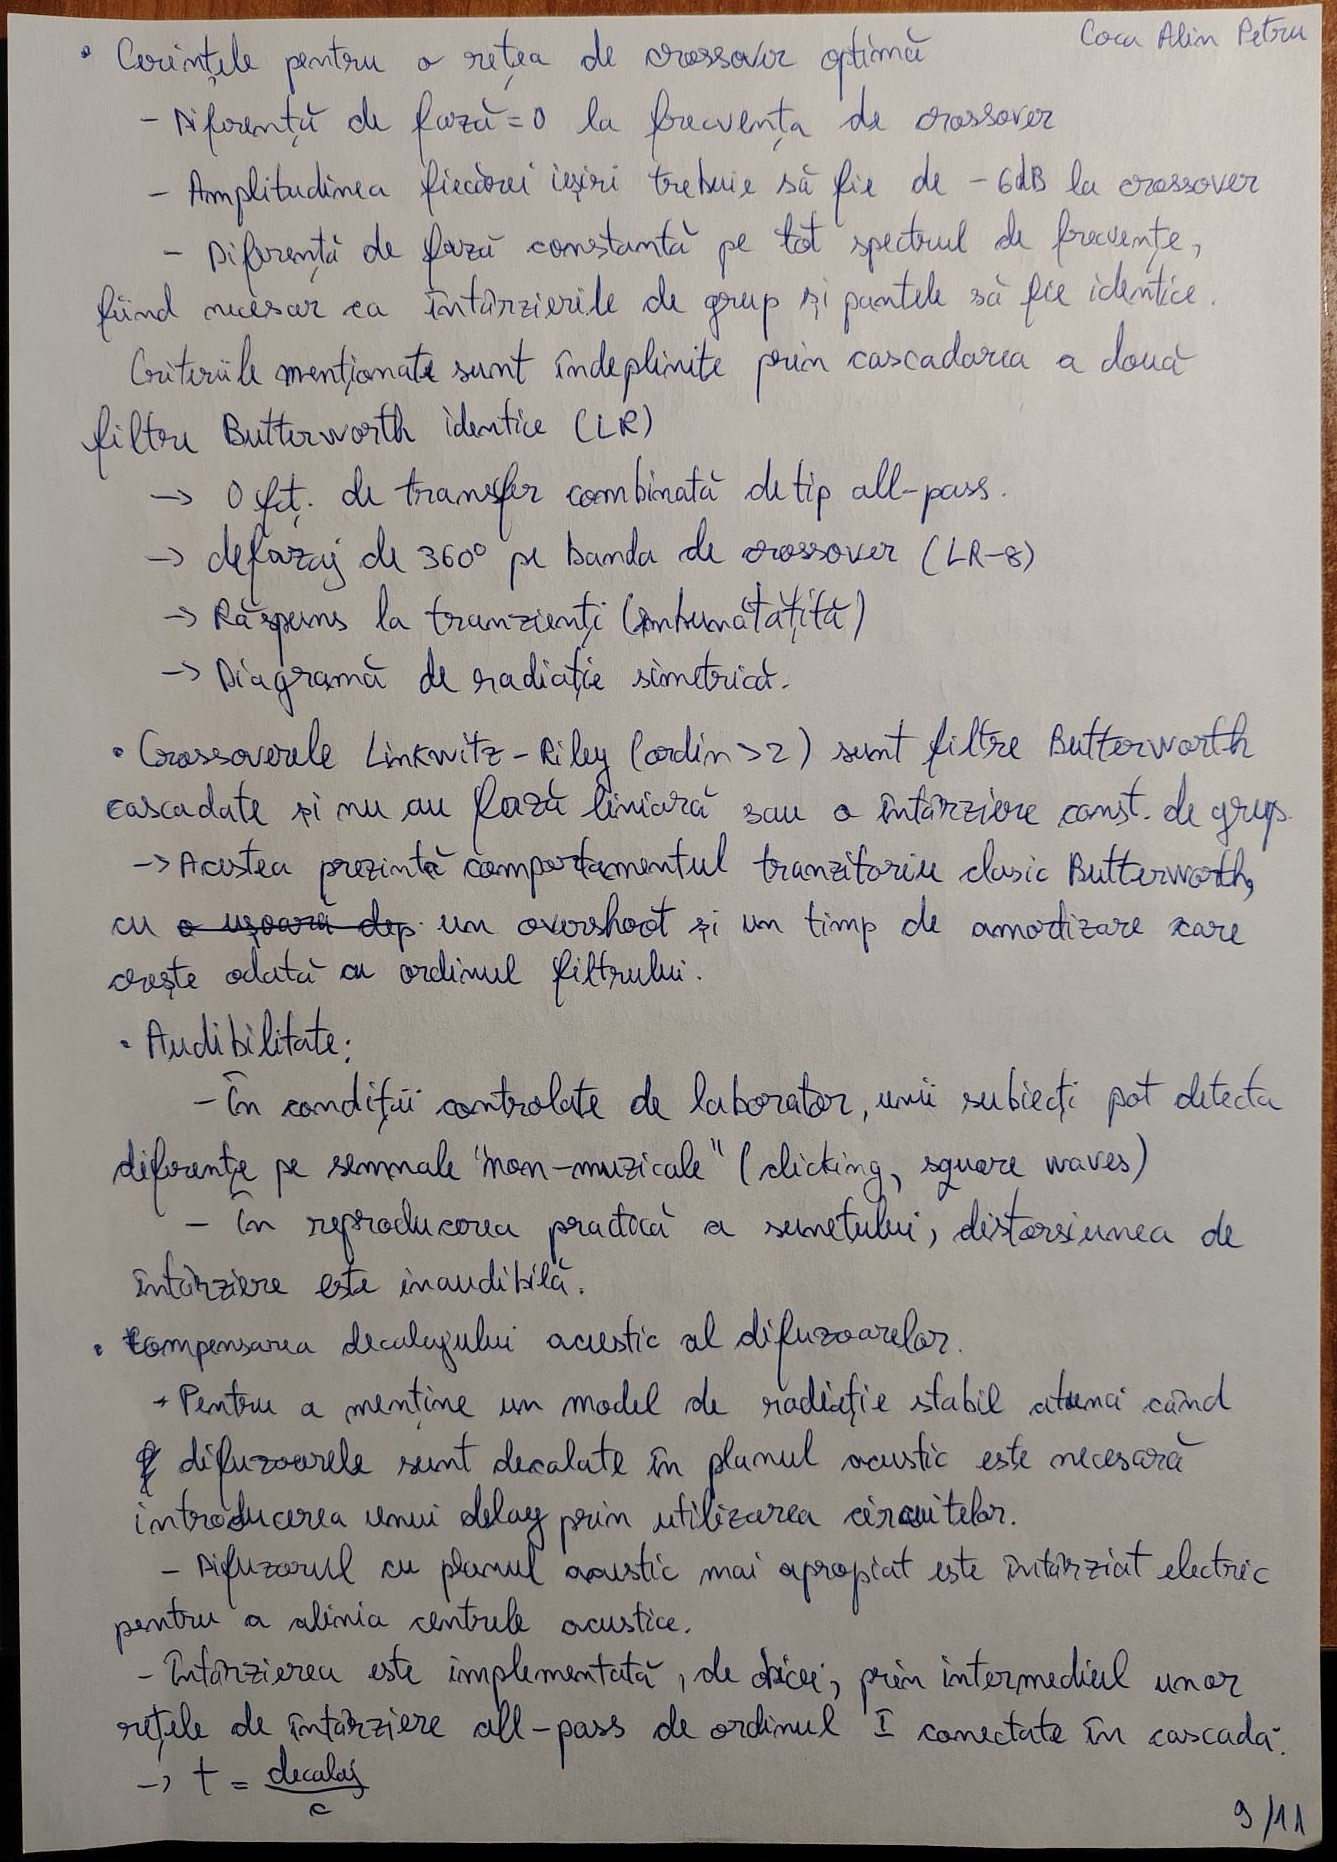 Coca Alin Petru
• Cerințele pentru o rețea de crossover optimă
- Diferență de fază = 0 la frecvența de crossover
- Amplitudinea fiecărei ieșiri trebuie să fie de -6dB la crossover
- Diferență de fază constantă pe tot spectrul de frecvențe,
fiind necesar ca întârzierile de grup și pantele să fie identice.
Criteriile menționate sunt îndeplinite prin cascadarea a două
filtre Butterworth identice (LR)
-> O fct. de transfer combinată de tip all-pass.
-> defazaj de 360° pe banda de crossover (LR-8)
-> Răspuns la tranzienți (îmbunătățită)
-> Diagramă de radiație simetrică.
• Crossoverele Linkwitz-Riley (ordin >2) sunt filtre Butterworth
cascadate și nu au fază liniară sau o întârziere const. de grup.
-> Acestea prezintă comportamentul tranzitoriu clasic Butterworth,
cu o ușoară dep. un overshoot și un timp de amortizare care
crește odată cu ordinul filtrului.
• Audibilitate:
- În condiții controlate de laborator, unii subiecți pot detecta
diferențe pe semnale "non-muzicale" (clicking, square waves)
- În reproducerea practică a sunetului, distorsiunea de
întârziere este inaudibilă.
• Compensarea decalajului acustic al difuzoarelor.
- Pentru a menține un model de radiație stabil atunci când
difuzoarele sunt decalate în planul acustic este necesară
introducerea unui delay prin utilizarea circuitelor.
- Difuzorul cu planul acustic mai apropiat este întârziat electric
pentru a alinia centrele acustice.
- Întârzierea este implementată, de obicei, prin intermediul unor
rețele de întârziere all-pass de ordinul I conectate în cascadă.
-> t = decalaj / c
9/11